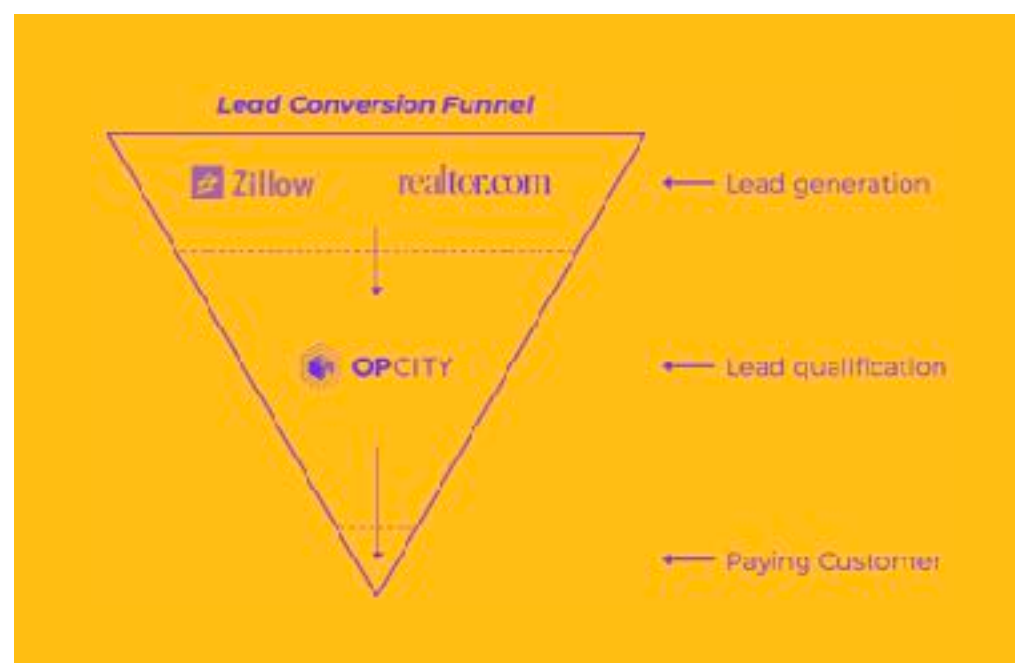 Lead Conversion Funnel
Zillow realtor.com
Lead generation
OPCITY
Lead qualification
Paying Customer